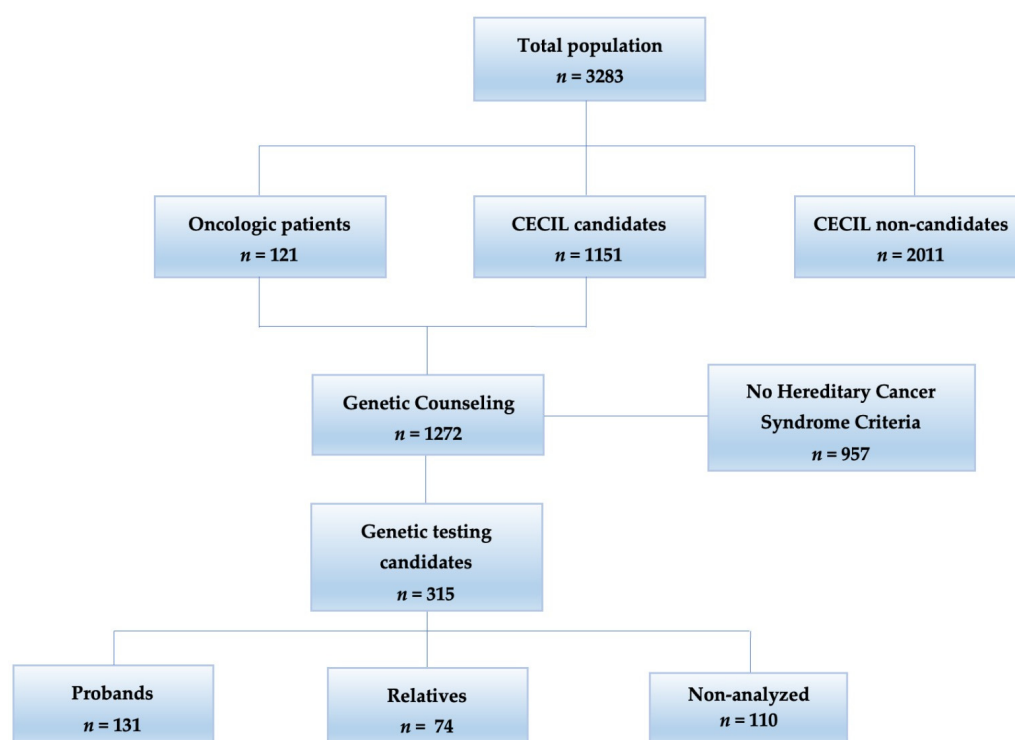 Total population
n = 3283
Oncologic patients
n = 121
CECIL candidates
n = 1151
CECIL non-candidates
n = 2011
Genetic Counseling
n = 1272
No Hereditary Cancer
Syndrome Criteria
n = 957
Genetic testing
candidates
n = 315
Probands
n = 131
Relatives
n = 74
Non-analyzed
n = 110